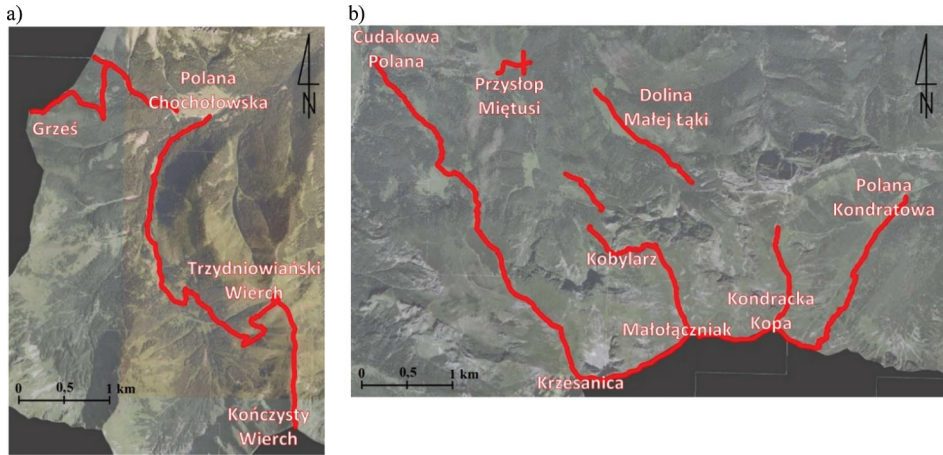 a)
N
Polana
Chochołowska
Grześ
Trzydniowiański
Wierch
0 0,5 1 km
Kończysty
Wierch
b)
N
Cudakowa
Polana
Przysłop
Miętusi
Dolina
Małej Łąki
Polana
Kondratowa
Kobylarz
Kondracka
Kopa
Małołączniak
Krzesanica
0 0,5 1 km